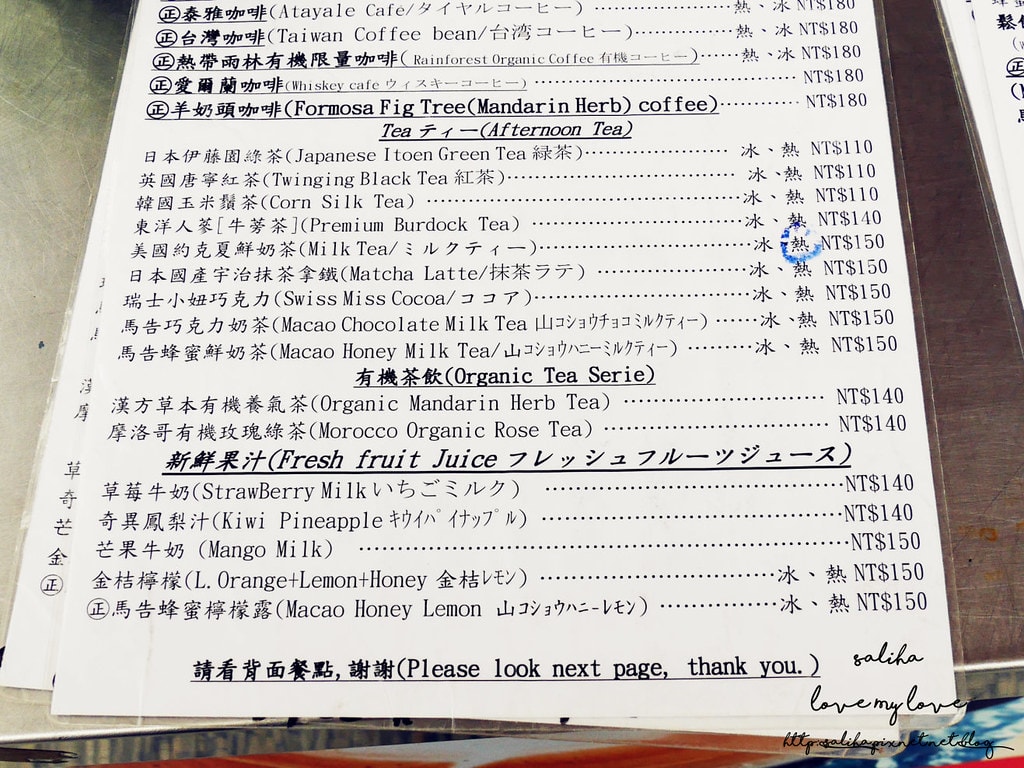 ㊣泰雅咖啡(Atayale Cafe/タイヤルコーヒー)⋯⋯⋯⋯⋯熱、冰 NT$180
㊣台灣咖啡(Taiwan Coffee bean/台湾コーヒー)⋯⋯⋯⋯⋯熱、冰 NT$180
㊣熱帶雨林有機限量咖啡(Rainforest Organic Coffee 有機コーヒー)⋯⋯熱、冰 NT$180
㊣愛爾蘭咖啡(Whiskey cafe ウィスキーコーヒー)⋯⋯⋯⋯⋯⋯⋯⋯ NT$180
㊣羊奶頭咖啡(Formosa Fig Tree(Mandarin Herb) coffee)⋯⋯⋯⋯ NT$180
Tea ティー(Afternoon Tea)
日本伊藤園綠茶(Japanese Itoen Green Tea 緑茶)⋯⋯⋯⋯⋯⋯ 冰、熱 NT$110
英國唐寧紅茶(Twinging Black Tea 紅茶)⋯⋯⋯⋯⋯⋯⋯⋯ 冰、熱 NT$110
韓國玉米鬚茶(Corn Silk Tea) ⋯⋯⋯⋯⋯⋯⋯⋯⋯⋯冰、熱 NT$110
東洋人蔘[牛蒡茶](Premium Burdock Tea) ⋯⋯⋯⋯⋯⋯⋯冰、熱 NT$140
美國約克夏鮮奶茶(Milk Tea/ミルクティー)⋯⋯⋯⋯⋯⋯⋯冰 熱 NT$150
日本國產宇治抹茶拿鐵(Matcha Latte/抹茶ラテ) ⋯⋯⋯⋯⋯冰、熱 NT$150
瑞士小妞巧克力(Swiss Miss Cocoa/ココア)⋯⋯⋯⋯⋯⋯⋯冰、熱 NT$150
馬告巧克力奶茶(Macao Chocolate Milk Tea 山コショウチョコミルクティー)⋯⋯冰、熱 NT$150
馬告蜂蜜鮮奶茶(Macao Honey Milk Tea/山コショウハニーミルクティー) ⋯⋯⋯冰、熱 NT$150
有機茶飲(Organic Tea Serie)
漢方草本有機養氣茶(Organic Mandarin Herb Tea) ⋯⋯⋯⋯⋯⋯⋯⋯ NT$140
摩洛哥有機玫瑰綠茶(Morocco Organic Rose Tea) ⋯⋯⋯⋯⋯⋯⋯⋯⋯ NT$140
新鮮果汁(Fresh fruit Juice フレッシュフルーツジュース)
草莓牛奶(StrawBerry Milk いちごミルク) ⋯⋯⋯⋯⋯⋯⋯⋯⋯⋯⋯NT$140
奇異鳳梨汁(Kiwi Pineapple キウイパイナップル) ⋯⋯⋯⋯⋯⋯⋯⋯⋯⋯⋯NT$140
芒果牛奶 (Mango Milk) ⋯⋯⋯⋯⋯⋯⋯⋯⋯⋯⋯⋯⋯⋯⋯⋯⋯NT$150
金桔檸檬(L.Orange+Lemon+Honey 金桔レモン) ⋯⋯⋯⋯⋯⋯⋯⋯冰、熱 NT$150
㊣馬告蜂蜜檸檬露(Macao Honey Lemon 山コショウハニーレモン) ⋯⋯⋯⋯冰、熱 NT$150
請看背面餐點,謝謝(Please look next page, thank you.)
漢
摩
草
奇
芒
金
㊣
saliha
love my love
http:saliha.pixnet.net/blog